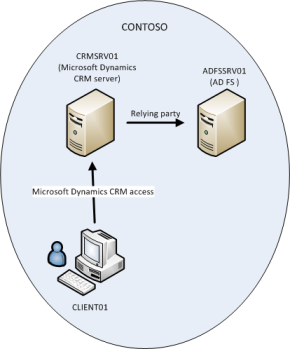 CONTOSO
CRMSRV01
(Microsoft Dynamics
CRM server)
ADFSSRV01
(AD FS )
Relying party
Microsoft Dynamics CRM access
CLIENT01